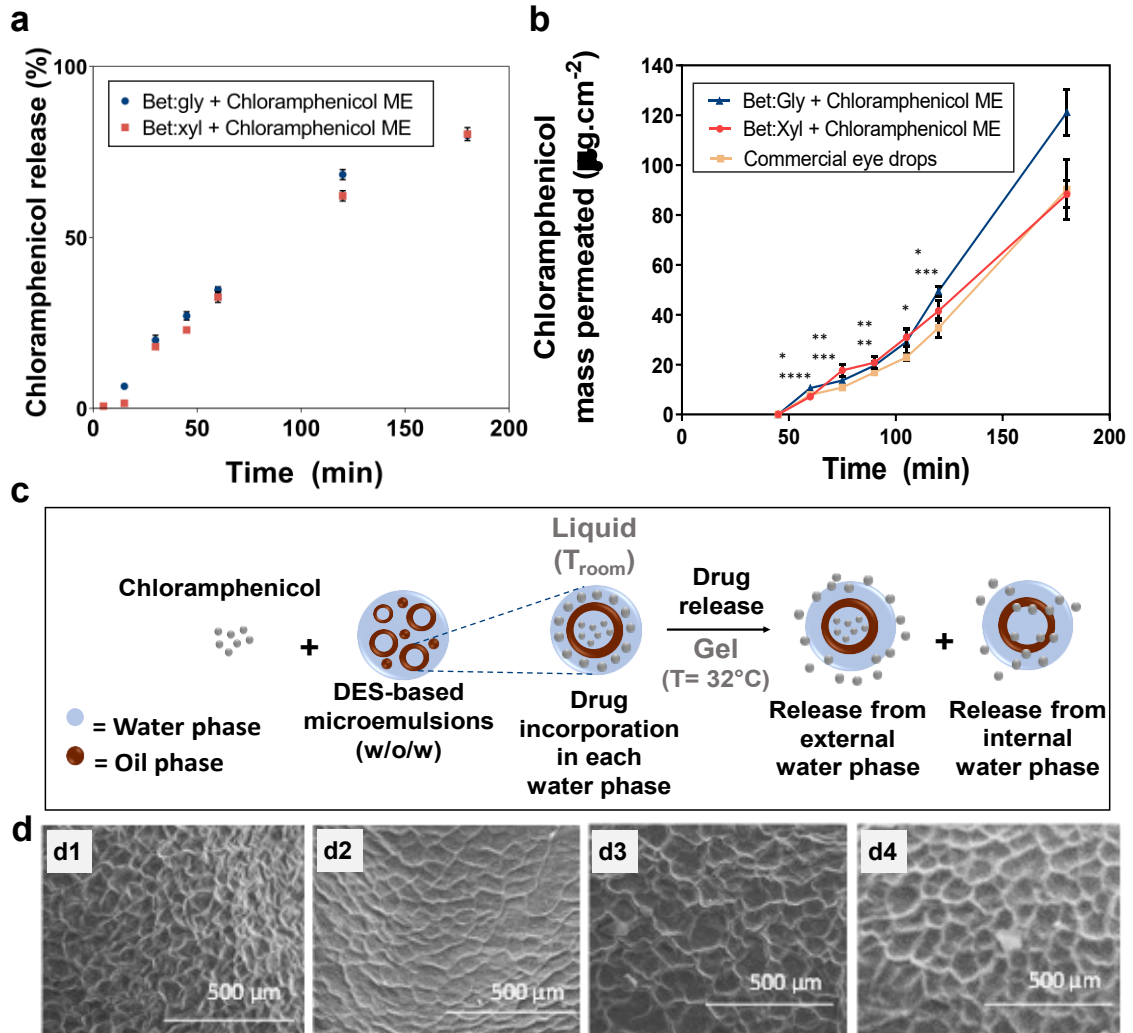 a
Chloramphenicol release (%)
100
50
0
Bet:gly + Chloramphenicol ME
Bet:xyl + Chloramphenicol ME
0 50 100 150 200
Time (min)
b
Chloramphenicol
mass permeated (µg.cm⁻²)
140
120
100
80
60
40
20
0
Bet:Gly + Chloramphenicol ME
Bet:Xyl + Chloramphenicol ME
Commercial eye drops
*
****
**
***
**
**
*
*
***
0 50 100 150 200
Time (min)
c
Chloramphenicol
+
DES-based
microemulsions
(w/o/w)
= Water phase
= Oil phase
Liquid
(Troom)
Drug
incorporation
in each
water phase
Drug
release
Gel
(T= 32°C)
Release from
external
water phase
+
Release from
internal
water phase
d
d1
500 µm
d2
500 µm
d3
500 µm
d4
500 µm